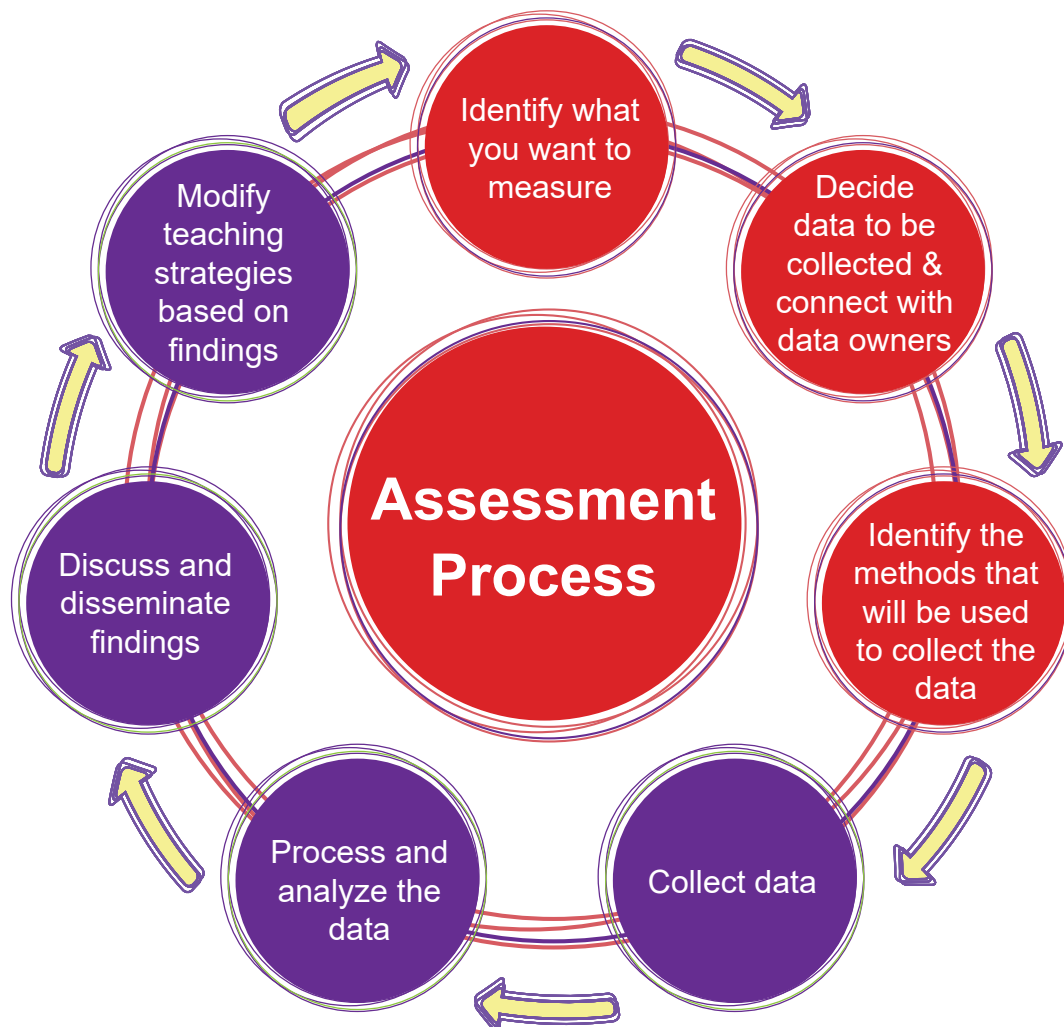 Identify what
you want to
measure
Decide
data to be
collected &
connect with
data owners
Identify the
methods that
will be used
to collect the
data
Collect data
Process and
analyze the
data
Discuss and
disseminate
findings
Modify
teaching
strategies
based on
findings
Assessment
Process